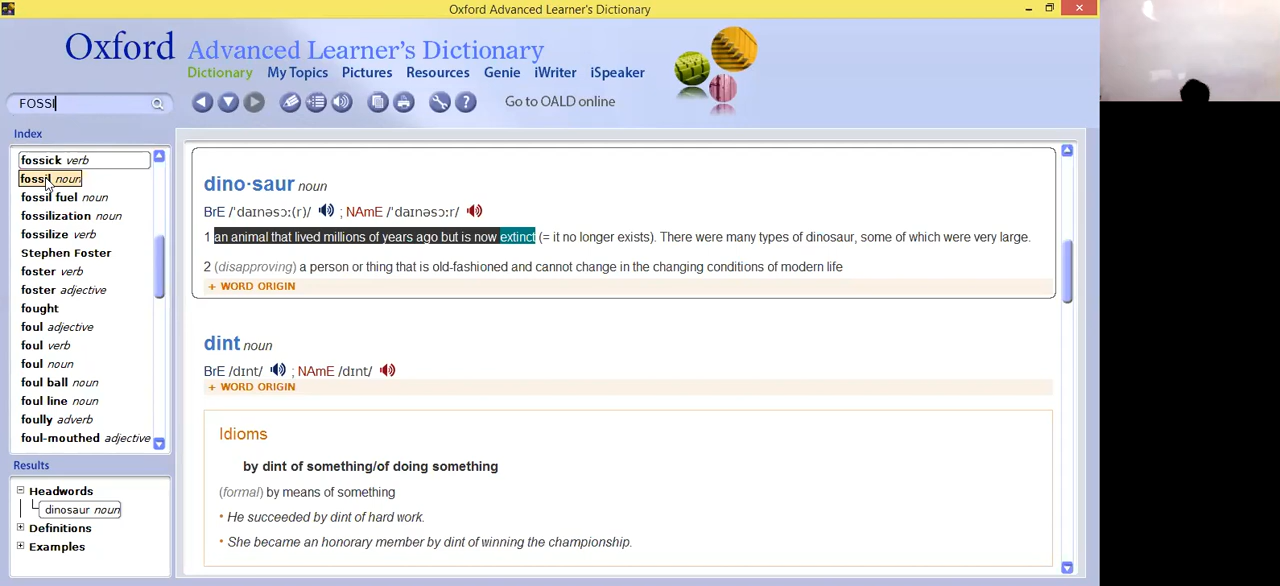 Oxford Advanced Learner's Dictionary
Oxford Advanced Learner's Dictionary
Dictionary My Topics Pictures Resources Genie iWriter iSpeaker
FOSSI
Go to OALD online
Index
fossick verb
fossil noun
fossil fuel noun
fossilization noun
fossilize verb
Stephen Foster
foster verb
foster adjective
fought
foul adjective
foul verb
foul noun
foul ball noun
foul line noun
foully adverb
foul-mouthed adjective
Results
Headwords
dinosaur noun
Definitions
Examples
dino·saur noun
BrE /ˈdaɪnəsɔː(r)/ ; NAmE /ˈdaɪnəsɔːr/
1 an animal that lived millions of years ago but is now extinct (= it no longer exists). There were many types of dinosaur, some of which were very large.
2 (disapproving) a person or thing that is old-fashioned and cannot change in the changing conditions of modern life
+ WORD ORIGIN
dint noun
BrE /dɪnt/ ; NAmE /dɪnt/
+ WORD ORIGIN
Idioms
by dint of something/of doing something
(formal) by means of something
• He succeeded by dint of hard work.
• She became an honorary member by dint of winning the championship.